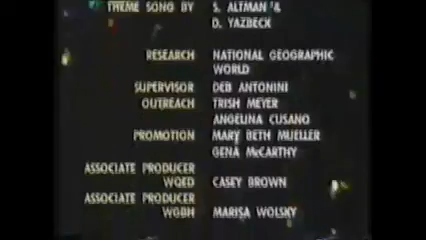 THEME SONG BY S. ALTMAN &
D. YAZBECK
RESEARCH NATIONAL GEOGRAPHIC
WORLD
SUPERVISOR DEB ANTONINI
OUTREACH TRISH MEYER
ANGELINA CUSANO
PROMOTION MARY BETH MUELLER
GENA McCARTHY
ASSOCIATE PRODUCER
WQED CASEY BROWN
ASSOCIATE PRODUCER
WGBH MARISA WOLSKY